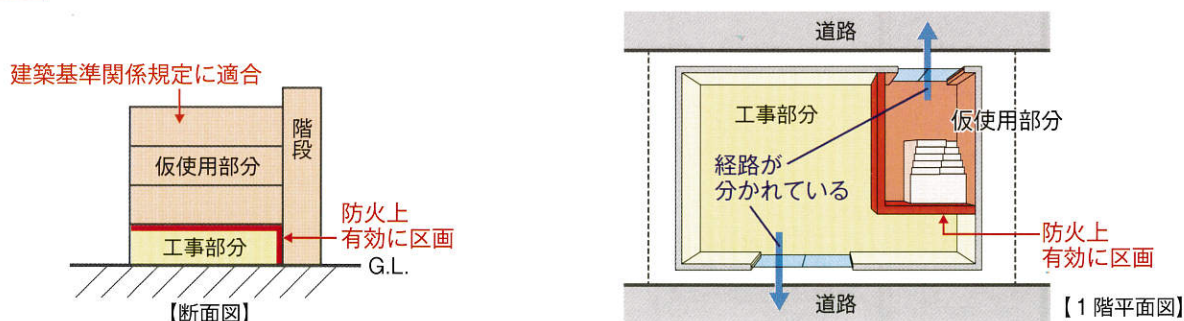 建築基準関係規定に適合
階段
仮使用部分
防火上
有効に区画
工事部分
G.L.
【断面図】
道路
工事部分
仮使用部分
経路が
分かれている
防火上
有効に区画
道路
【1階平面図】